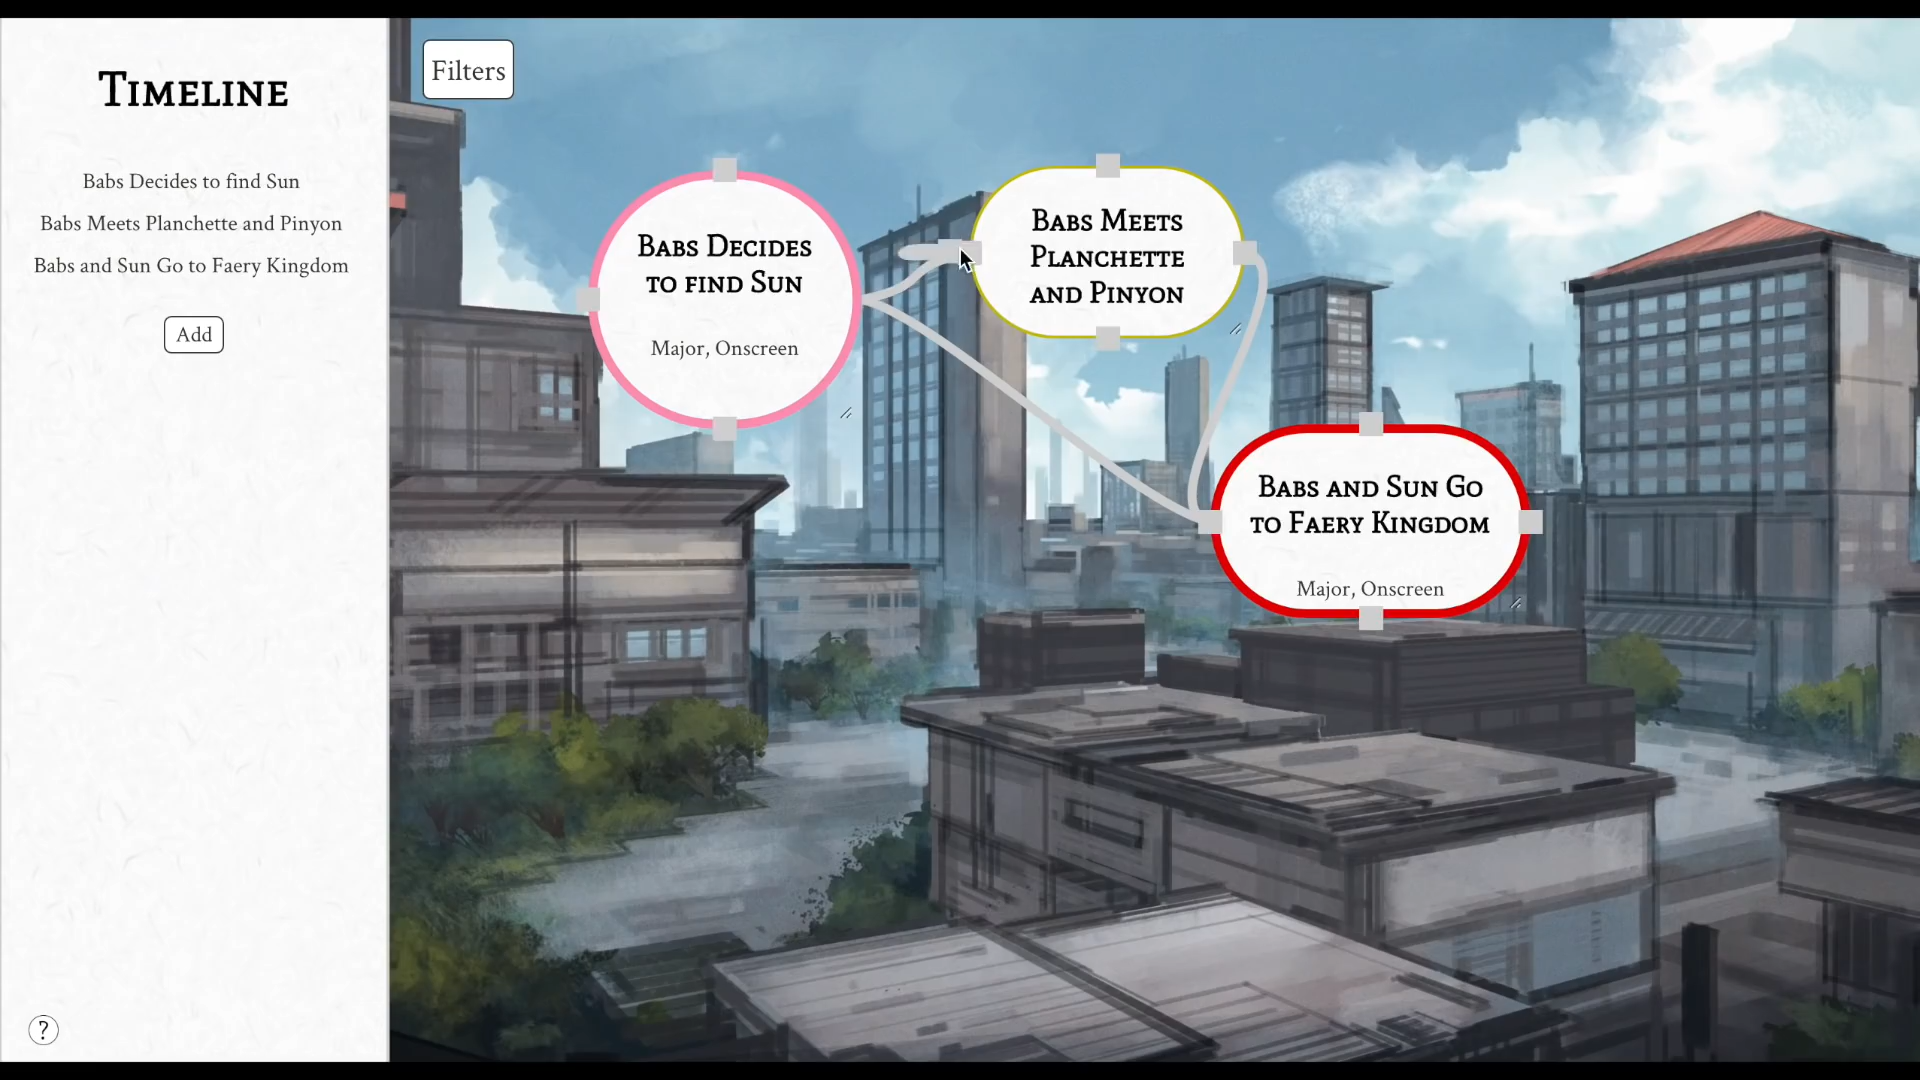 Timeline
Babs Decides to find Sun
Babs Meets Planchette and Pinyon
Babs and Sun Go to Faery Kingdom
Add
?
Filters
Babs Decides
to find Sun
Major, Onscreen
Babs Meets
Planchette
and Pinyon
Babs and Sun Go
to Faery Kingdom
Major, Onscreen